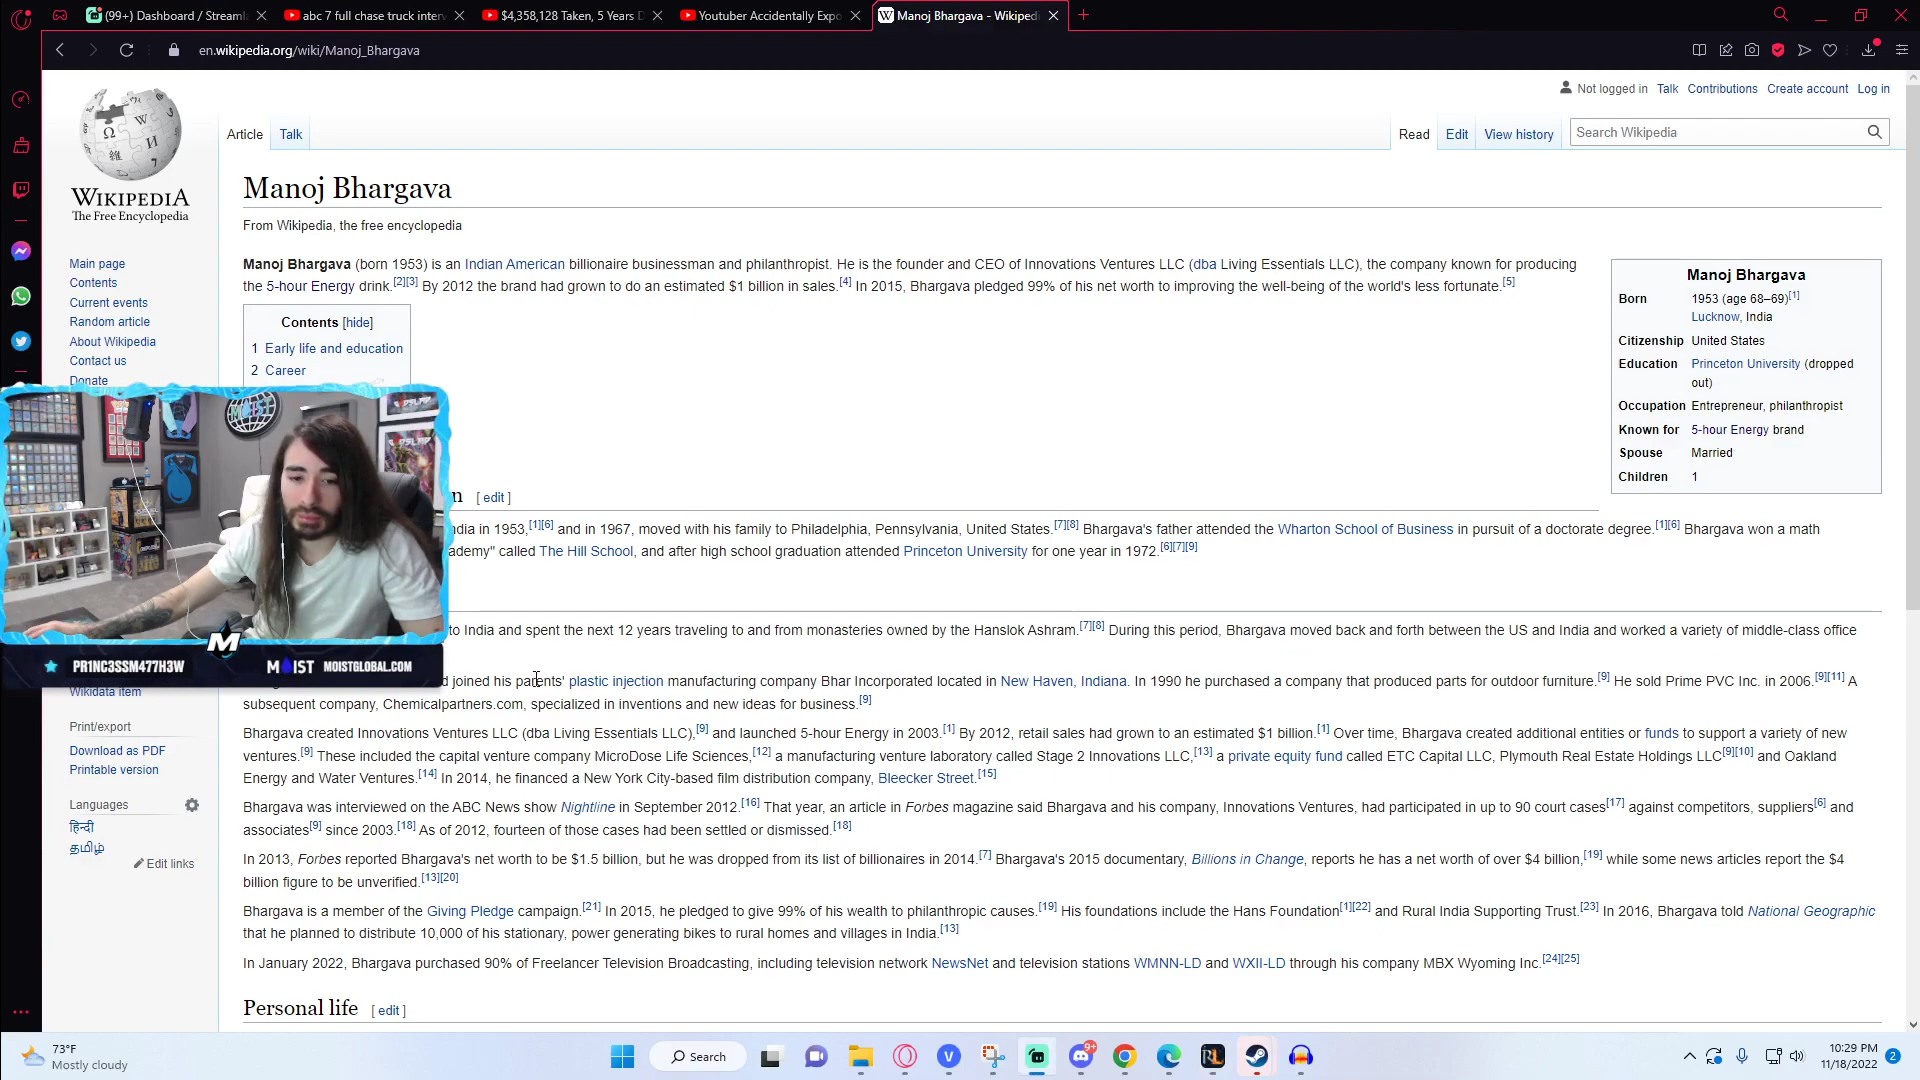 (99+) Dashboard / Streamla
abc 7 full chase truck interv
$4,358,128 Taken, 5 Years D
Youtuber Accidentally Expo
Manoj Bhargava - Wikipedi
en.wikipedia.org/wiki/Manoj_Bhargava
Not logged in Talk Contributions Create account Log in
Article Talk
Read Edit View history
Search Wikipedia
WIKIPEDIA
The Free Encyclopedia
Main page
Contents
Current events
Random article
About Wikipedia
Contact us
Donate
Manoj Bhargava
From Wikipedia, the free encyclopedia
Manoj Bhargava (born 1953) is an Indian American billionaire businessman and philanthropist. He is the founder and CEO of Innovations Ventures LLC (dba Living Essentials LLC), the company known for producing
the 5-hour Energy drink.[2][3] By 2012 the brand had grown to do an estimated $1 billion in sales.[4] In 2015, Bhargava pledged 99% of his net worth to improving the well-being of the world's less fortunate.[5]
Contents [hide]
1 Early life and education
2 Career
Manoj Bhargava
Born 1953 (age 68–69)[1]
Lucknow, India
Citizenship United States
Education Princeton University (dropped
out)
Occupation Entrepreneur, philanthropist
Known for 5-hour Energy brand
Spouse Married
Children 1
n [ edit ]
ndia in 1953,[1][6] and in 1967, moved with his family to Philadelphia, Pennsylvania, United States.[7][8] Bhargava's father attended the Wharton School of Business in pursuit of a doctorate degree.[1][6] Bhargava won a math
ademy" called The Hill School, and after high school graduation attended Princeton University for one year in 1972.[6][7][9]
to India and spent the next 12 years traveling to and from monasteries owned by the Hanslok Ashram.[7][8] During this period, Bhargava moved back and forth between the US and India and worked a variety of middle-class office
d joined his parents' plastic injection manufacturing company Bhar Incorporated located in New Haven, Indiana. In 1990 he purchased a company that produced parts for outdoor furniture.[9] He sold Prime PVC Inc. in 2006.[9][11] A
subsequent company, Chemicalpartners.com, specialized in inventions and new ideas for business.[9]
Bhargava created Innovations Ventures LLC (dba Living Essentials LLC),[9] and launched 5-hour Energy in 2003.[1] By 2012, retail sales had grown to an estimated $1 billion.[1] Over time, Bhargava created additional entities or funds to support a variety of new
ventures.[9] These included the capital venture company MicroDose Life Sciences,[12] a manufacturing venture laboratory called Stage 2 Innovations LLC,[13] a private equity fund called ETC Capital LLC, Plymouth Real Estate Holdings LLC[9][10] and Oakland
Energy and Water Ventures.[14] In 2014, he financed a New York City-based film distribution company, Bleecker Street.[15]
Bhargava was interviewed on the ABC News show Nightline in September 2012.[16] That year, an article in Forbes magazine said Bhargava and his company, Innovations Ventures, had participated in up to 90 court cases[17] against competitors, suppliers[6] and
associates[9] since 2003.[18] As of 2012, fourteen of those cases had been settled or dismissed.[18]
In 2013, Forbes reported Bhargava's net worth to be $1.5 billion, but he was dropped from its list of billionaires in 2014.[7] Bhargava's 2015 documentary, Billions in Change, reports he has a net worth of over $4 billion,[19] while some news articles report the $4
billion figure to be unverified.[13][20]
Bhargava is a member of the Giving Pledge campaign.[21] In 2015, he pledged to give 99% of his wealth to philanthropic causes.[19] His foundations include the Hans Foundation[1][22] and Rural India Supporting Trust.[23] In 2016, Bhargava told National Geographic
that he planned to distribute 10,000 of his stationary, power generating bikes to rural homes and villages in India.[13]
In January 2022, Bhargava purchased 90% of Freelancer Television Broadcasting, including television network NewsNet and television stations WMNN-LD and WXII-LD through his company MBX Wyoming Inc.[24][25]
Personal life [ edit ]
MOIST
M
PR1NC3SSM477H3W
MOIST MOISTGLOBAL.COM
Wikidata item
Print/export
Download as PDF
Printable version
Languages
हिन्दी
தமிழ்
Edit links
73°F
Mostly cloudy
Search
9+
10:29 PM
11/18/2022
2